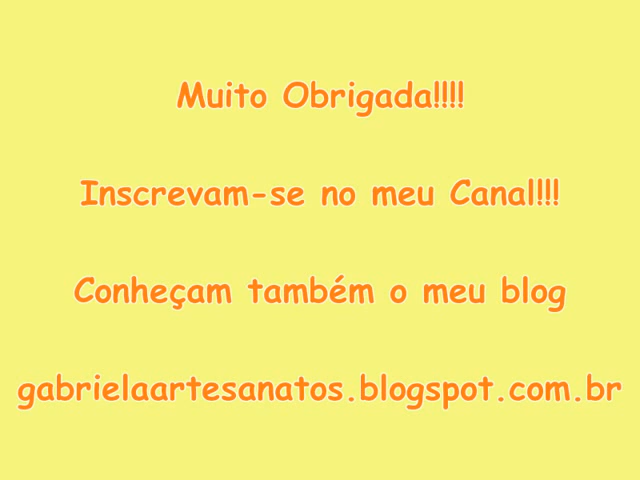 Muito Obrigada!!!!
Inscrevam-se no meu Canal!!!
Conheçam também o meu blog
gabrielaartesanatos.blogspot.com.br